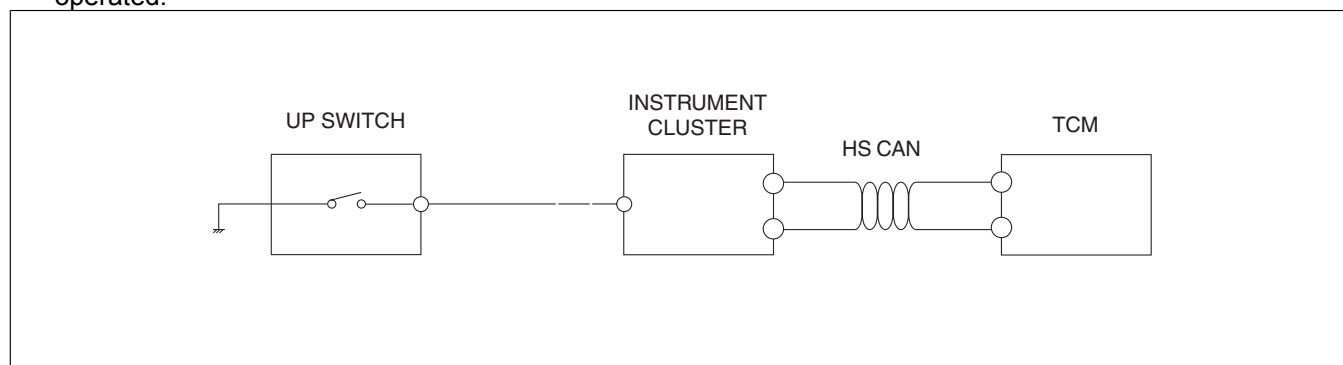 operated.
UP SWITCH
INSTRUMENT
CLUSTER
HS CAN
TCM